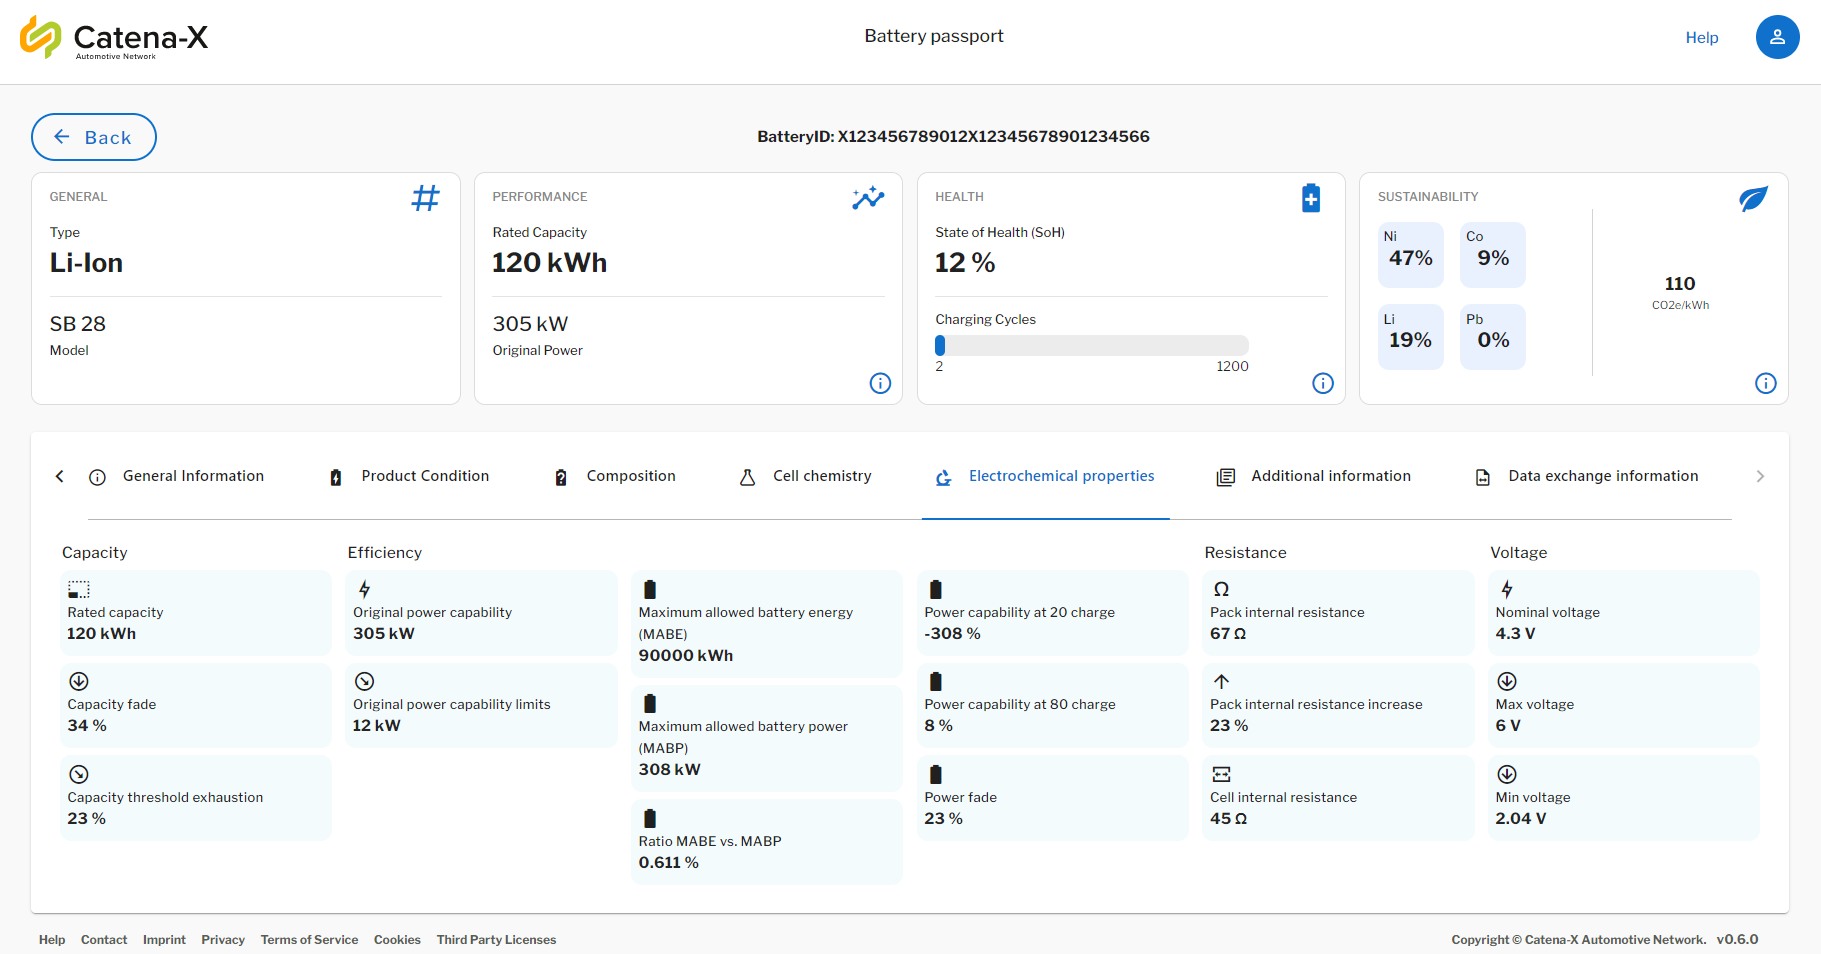 Catena-X
Automotive Network
Battery passport
Help
Back
BatteryID: X123456789012X12345678901234566
GENERAL
Type
Li-Ion
SB 28
Model
PERFORMANCE
Rated Capacity
120 kWh
305 kW
Original Power
HEALTH
State of Health (SoH)
12 %
Charging Cycles
2 1200
SUSTAINABILITY
Ni
47%
Co
9%
Li
19%
Pb
0%
110
CO2e/kWh
General Information
Product Condition
Composition
Cell chemistry
Electrochemical properties
Additional information
Data exchange information
Capacity
Rated capacity
120 kWh
Capacity fade
34 %
Capacity threshold exhaustion
23 %
Efficiency
Original power capability
305 kW
Original power capability limits
12 kW
Maximum allowed battery energy
(MABE)
90000 kWh
Maximum allowed battery power
(MABP)
308 kW
Ratio MABE vs. MABP
0.611 %
Power capability at 20 charge
-308 %
Power capability at 80 charge
8 %
Power fade
23 %
Resistance
Ω
Pack internal resistance
67 Ω
Pack internal resistance increase
23 %
Cell internal resistance
45 Ω
Voltage
Nominal voltage
4.3 V
Max voltage
6 V
Min voltage
2.04 V
Help Contact Imprint Privacy Terms of Service Cookies Third Party Licenses
Copyright © Catena-X Automotive Network. v0.6.0